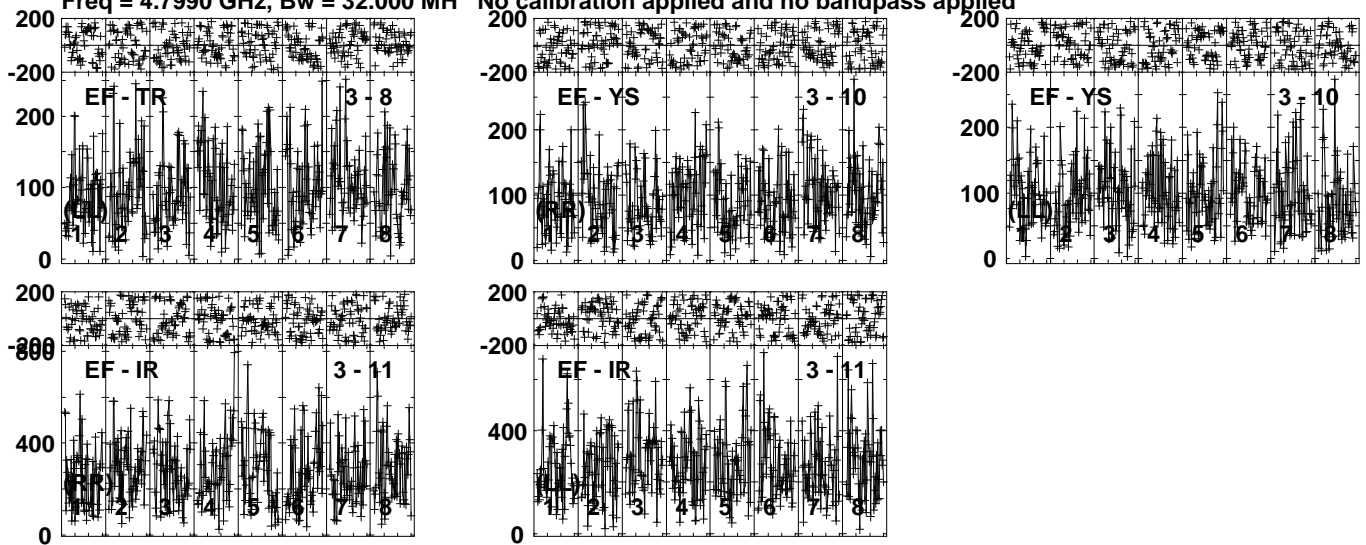 Freq = 4.7990 GHz, Bw = 32.000 MH No calibration applied and no bandpass applied
200
-200
EF - TR 3 - 8
200
100
0
(LL)
1 2 3 4 5 6 7 8
200
-200
EF - YS 3 - 10
200
100
0
(RR)
1 2 3 4 5 6 7 8
200
-200
EF - YS 3 - 10
200
100
0
(LL)
1 2 3 4 5 6 7 8
200
-200
800
EF - IR 3 - 11
400
0
(RR)
1 2 3 4 5 6 7 8
200
-200
EF - IR 3 - 11
400
0
(LL)
1 2 3 4 5 6 7 8